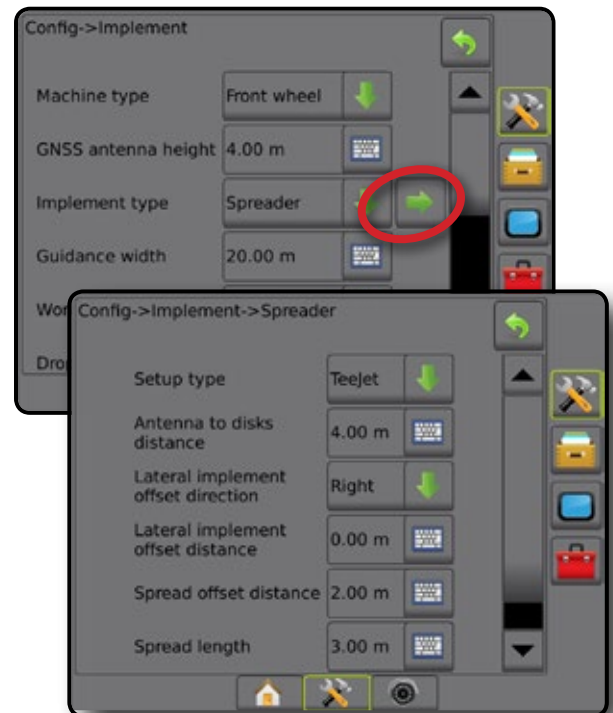 Config->Implement
Machine type Front wheel
GNSS antenna height 4.00 m
Implement type Spreader
Guidance width 20.00 m
Config->Implement->Spreader
Setup type TeeJet
Antenna to disks
distance 4.00 m
Lateral implement
offset direction Right
Lateral implement
offset distance 0.00 m
Spread offset distance 2.00 m
Spread length 3.00 m